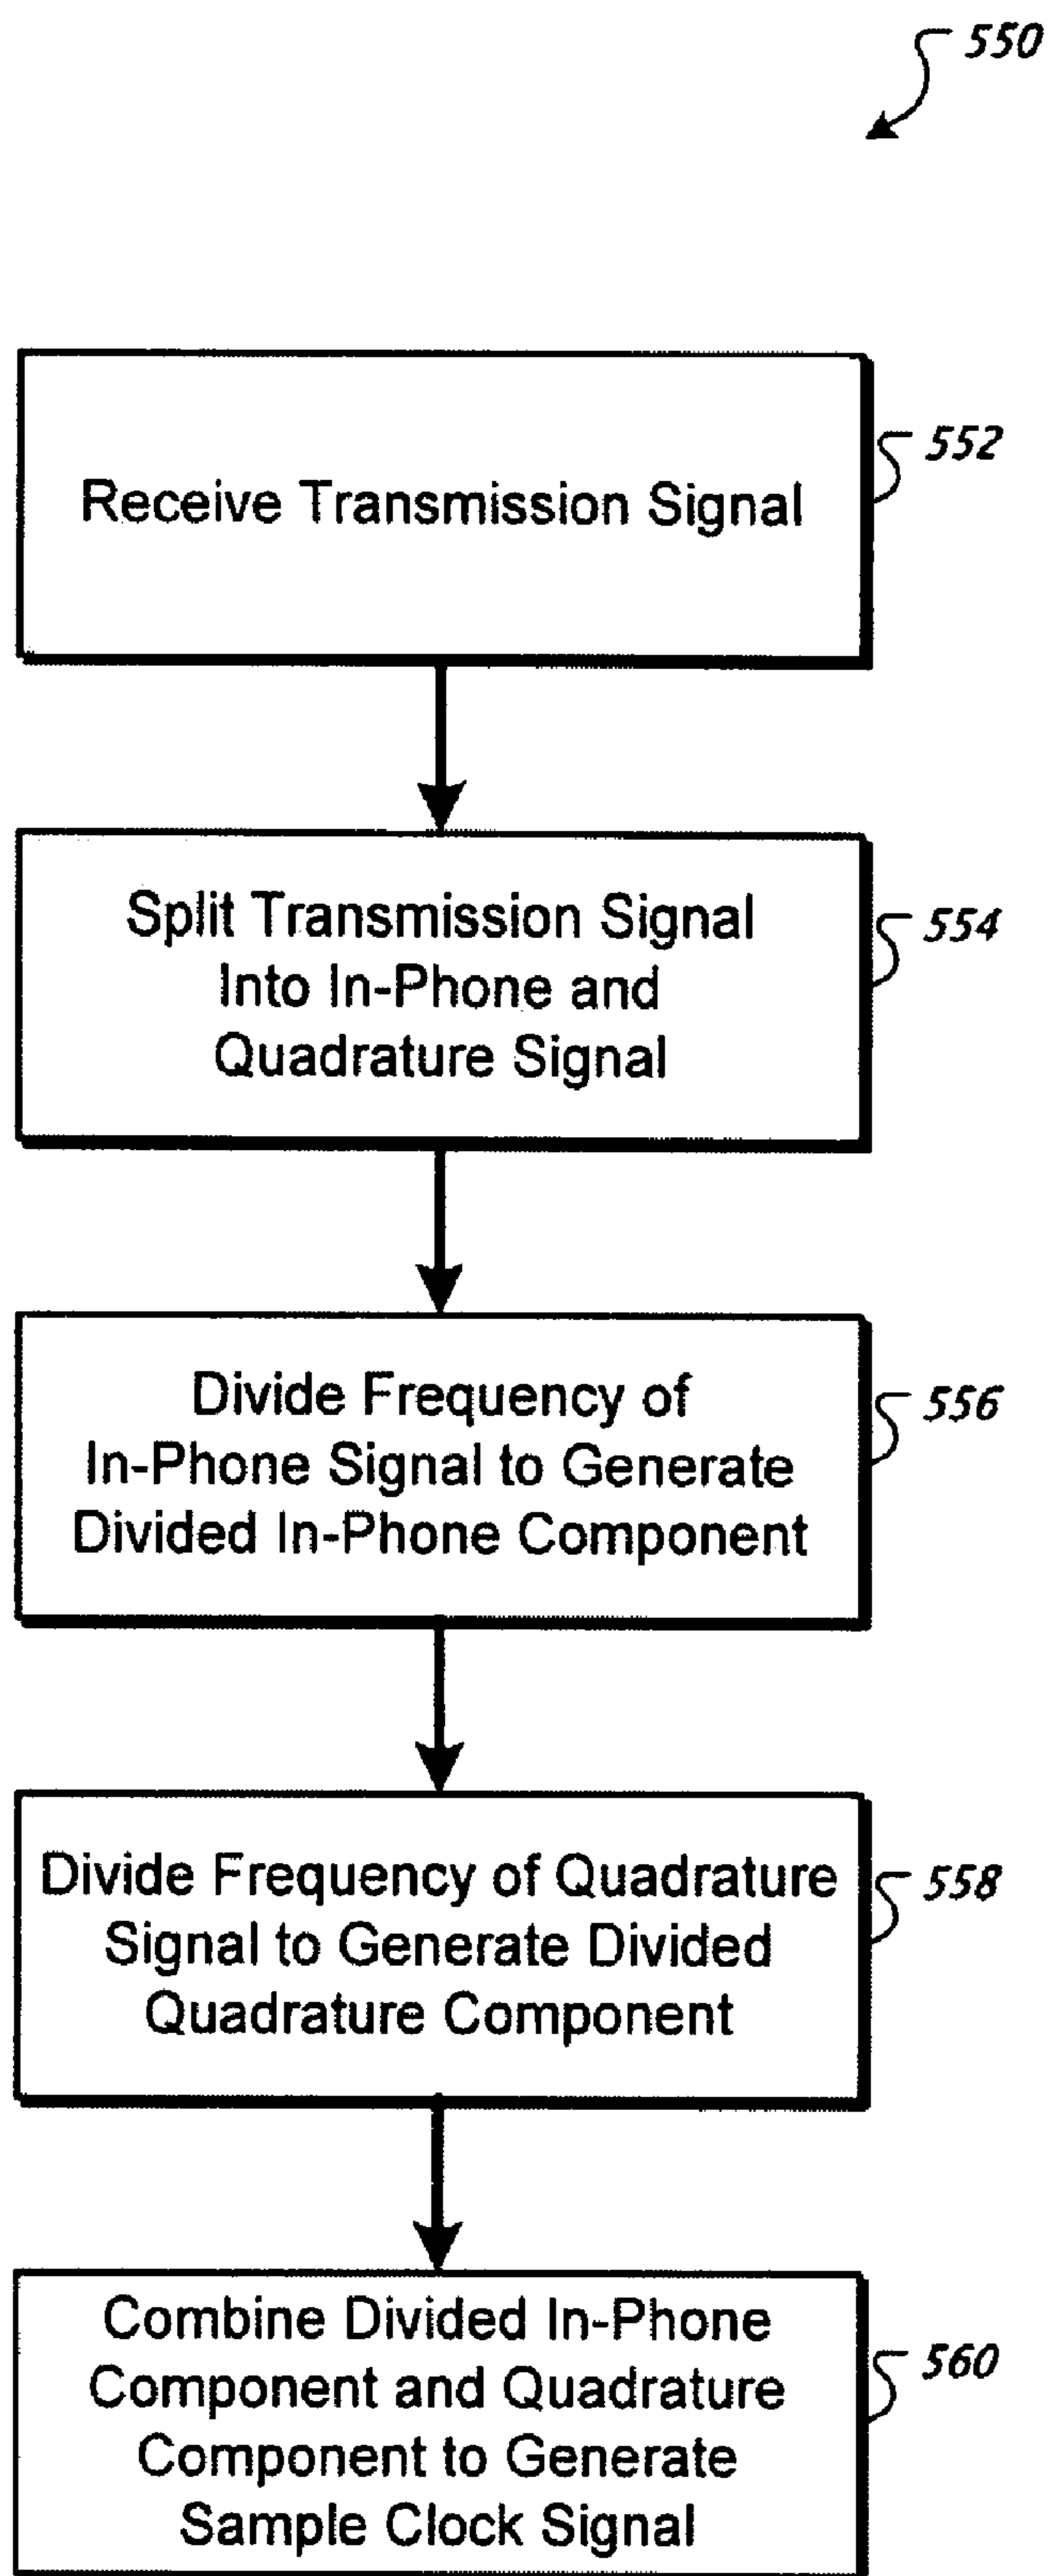 550
Receive Transmission Signal
552
Split Transmission Signal
Into In-Phone and
Quadrature Signal
554
Divide Frequency of
In-Phone Signal to Generate
Divided In-Phone Component
556
Divide Frequency of Quadrature
Signal to Generate Divided
Quadrature Component
558
Combine Divided In-Phone
Component and Quadrature
Component to Generate
Sample Clock Signal
560